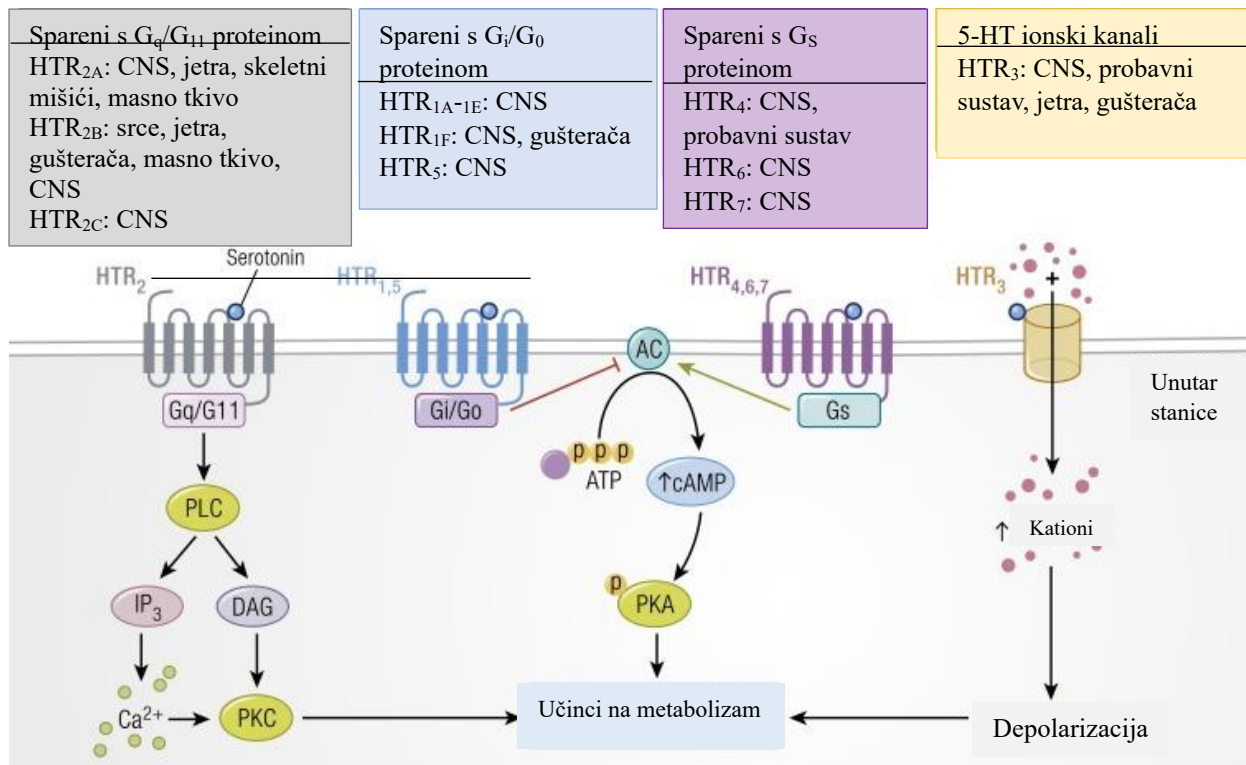 Spareni s Gq/G11 proteinom
HTR2A: CNS, jetra, skeletni
mišići, masno tkivo
HTR2B: srce, jetra,
gušterača, masno tkivo,
CNS
HTR2C: CNS
Spareni s Gi/G0
proteinom
HTR1A-1E: CNS
HTR1F: CNS, gušterača
HTR5: CNS
Spareni s GS
proteinom
HTR4: CNS,
probavni sustav
HTR6: CNS
HTR7: CNS
5-HT ionski kanali
HTR3: CNS, probavni
sustav, jetra, gušterača
HTR2
Serotonin
HTR1,5
HTR4,6,7
HTR3
+
AC
Unutar
stanice
Gq/G11
Gi/Go
Gs
p p p
ATP
↑cAMP
PLC
↑ Kationi
IP3
DAG
p
PKA
Ca2+
PKC
Učinci na metabolizam
Depolarizacija